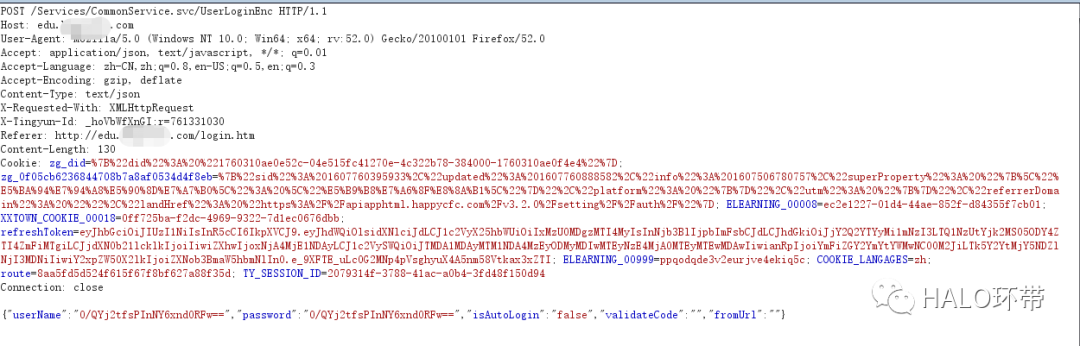 POST /Services/CommonService.svc/UserLoginEnc HTTP/1.1
Host: edu. .com
User-Agent: Mozilla/5.0 (Windows NT 10.0; Win64; x64; rv:52.0) Gecko/20100101 Firefox/52.0
Accept: application/json, text/javascript, */*; q=0.01
Accept-Language: zh-CN,zh;q=0.8,en-US;q=0.5,en;q=0.3
Accept-Encoding: gzip, deflate
Content-Type: text/json
X-Requested-With: XMLHttpRequest
X-Tingyun-Id: _hoVbWfXnGI;r=761331030
Referer: http://edu. .com/login.htm
Content-Length: 130
Cookie: zg_did=%7B%22did%22%3A%20%221760310ae0e52c-04e515fc41270e-4c322b78-384000-1760310ae0f4e4%22%7D;
zg_0f05cb6236844708b7a8af0534d4f8eb=%7B%22sid%22%3A%201607760395933%2C%22updated%22%3A%201607760888582%2C%22info%22%3A%201607506780757%2C%22superProperty%22%3A%20%22%7B%5C%22%
E5%BA%94%E7%94%A8%E5%90%8D%E7%A7%B0%5C%22%3A%20%5C%22%E5%B9%B8%E7%A6%8F%E8%8A%B1%5C%22%7D%22%2C%22platform%22%3A%20%22%7B%7D%22%2C%22utm%22%3A%20%22%7B%7D%22%2C%22referrerDoma
in%22%3A%20%22%22%2C%22landHref%22%3A%20%22https%3A%2F%2Fapiapphtml.happycfc.com%2Fv3.2.0%2Fsetting%2F%2Fauth%2F%22%7D; ELEARNING_00008=ec2e1227-01d4-44ae-852f-d84355f7cb01;
XXTOWN_COOKIE_00018=0ff725ba-f2dc-4969-9322-7d1ec0676dbb;
ELEARNING_00999=ppqodqde3v2eurjve4ekiq5c; COOKIE_LANGAGES=zh;
route=8aa5fd5d524f615f67f8bf627a88f35d; TY_SESSION_ID=2079314f-3788-41ac-a0b4-3fd48f150d94
Connection: close
{"userName":"0/QYj2tfsPInNY6xnd0RFw==","password":"0/QYj2tfsPInNY6xnd0RFw==","isAutoLogin":"false","validateCode":"","fromUrl":""}
HALO环带